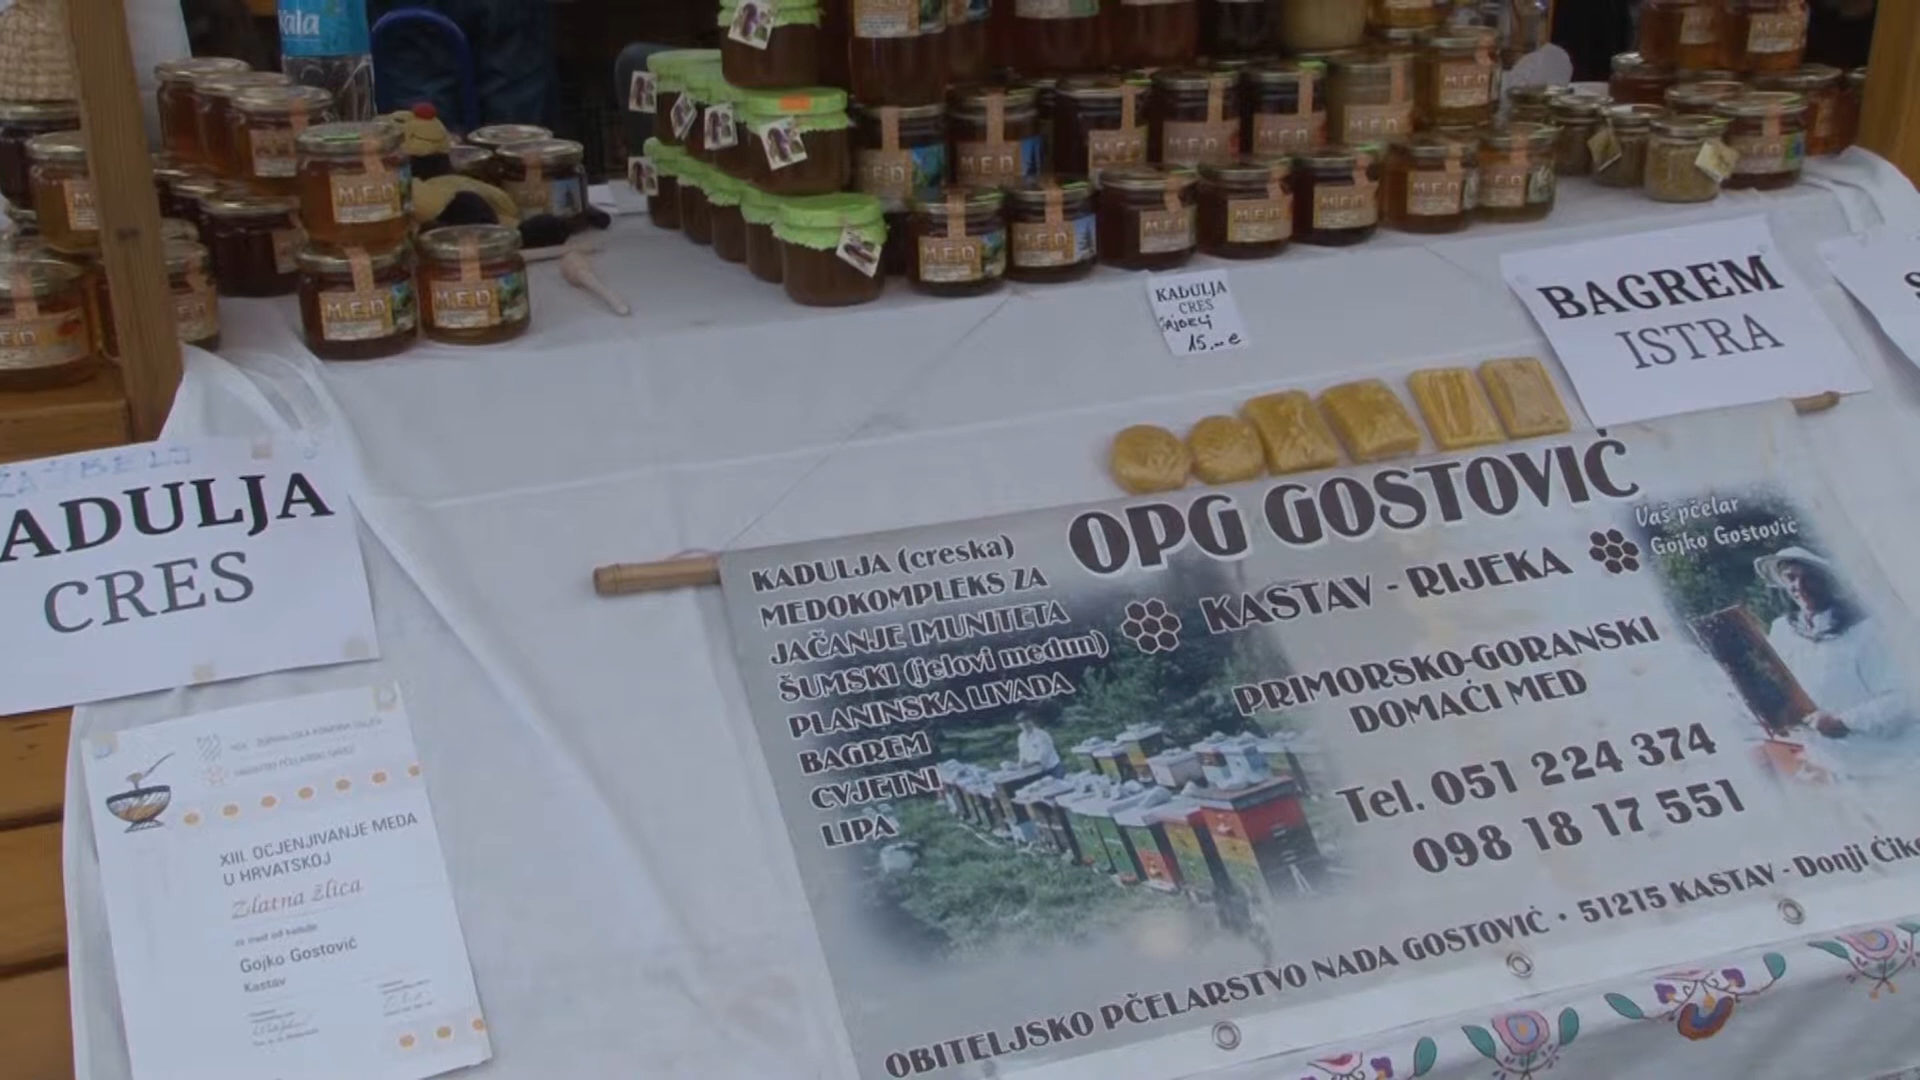 KADULJA
CRES
15,-- €
BAGREM
ISTRA
ADULJA
CRES
M.E.D
M.E.D
M.E.D
M.E.D
M.E.D
M.E.D
OPG GOSTOVIĆ
Vaš pčelar
Gojko Gostović
KASTAV - RIJEKA
KADULJA (creska)
MEDOKOMPLEKS ZA
JAČANJE IMUNITETA
ŠUMSKI (jelovi medun)
PLANINSKA LIVADA
BAGREM
CVJETNI
LIPA
PRIMORSKO-GORANSKI
DOMAĆI MED
Tel. 051 224 374
098 18 17 551
OBITELJSKO PČELARSTVO NADA GOSTOVIĆ • 51215 KASTAV - Donji Čik
XIII. OCJENJIVANJE MEDA
U HRVATSKOJ
Zlatna žlica
Gojko Gostović
Kastav